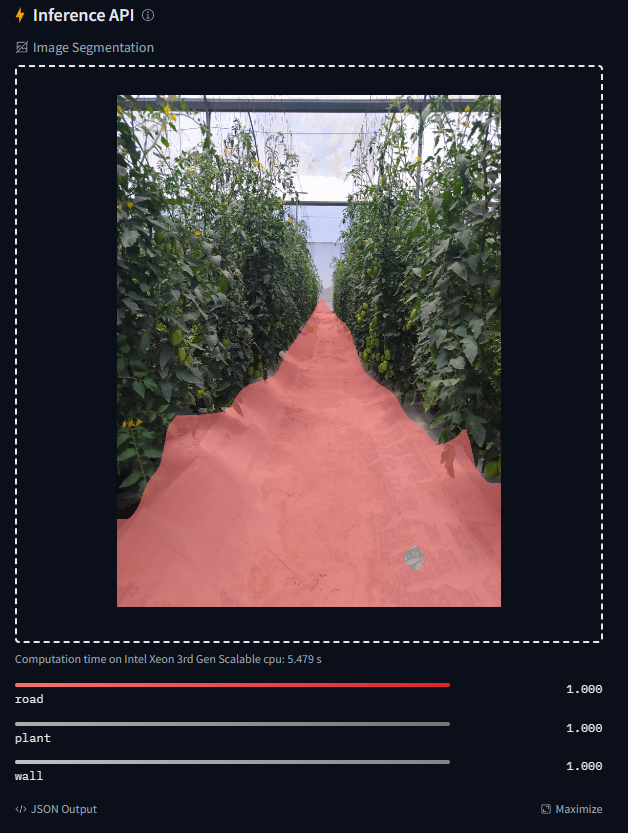 Inference API
Image Segmentation
Computation time on Intel Xeon 3rd Gen Scalable cpu: 5.479 s
road 1.000
plant 1.000
wall 1.000
JSON Output Maximize